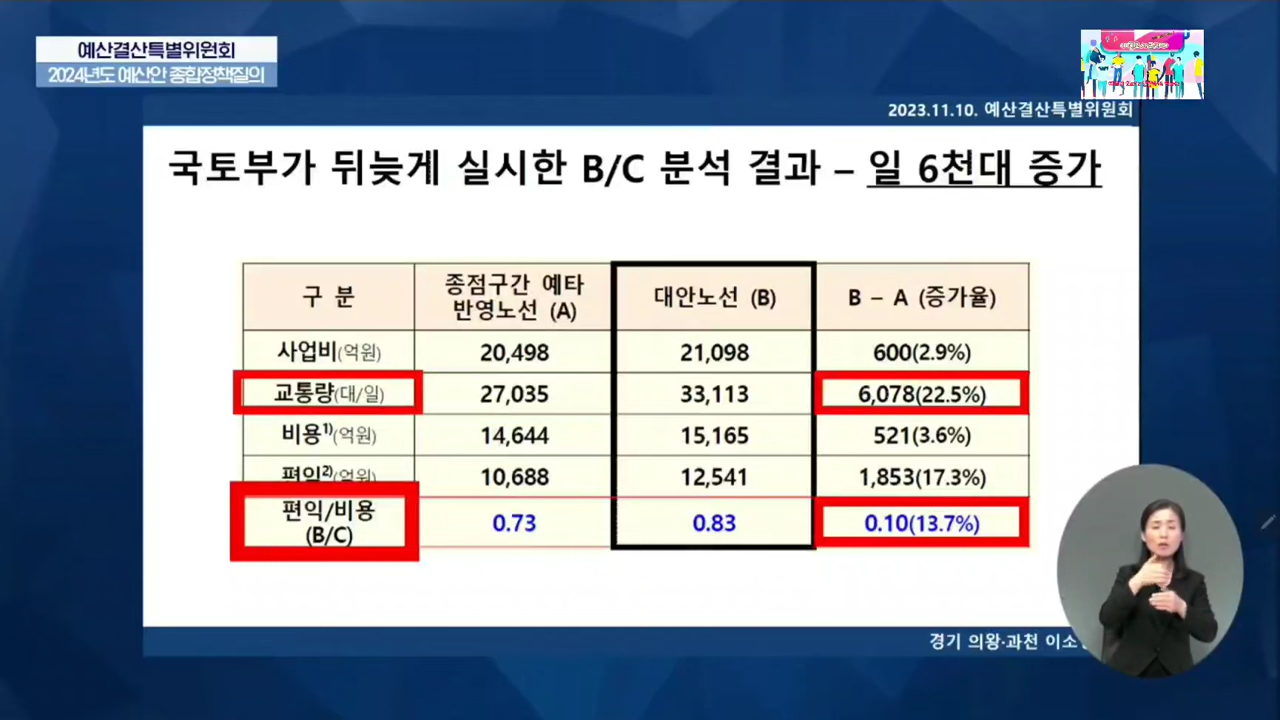 예산결산특별위원회
2024년도 예산안 종합정책질의
2023.11.10. 예산결산특별위원회
국토부가 뒤늦게 실시한 B/C 분석 결과 – 일 6천대 증가
구 분 종점구간 예타 반영노선 (A) 대안노선 (B) B – A (증가율)
사업비(억원) 20,498 21,098 600(2.9%)
교통량(대/일) 27,035 33,113 6,078(22.5%)
비용1)(억원) 14,644 15,165 521(3.6%)
편익2)(억원) 10,688 12,541 1,853(17.3%)
편익/비용 (B/C) 0.73 0.83 0.10(13.7%)
경기 의왕·과천 이소